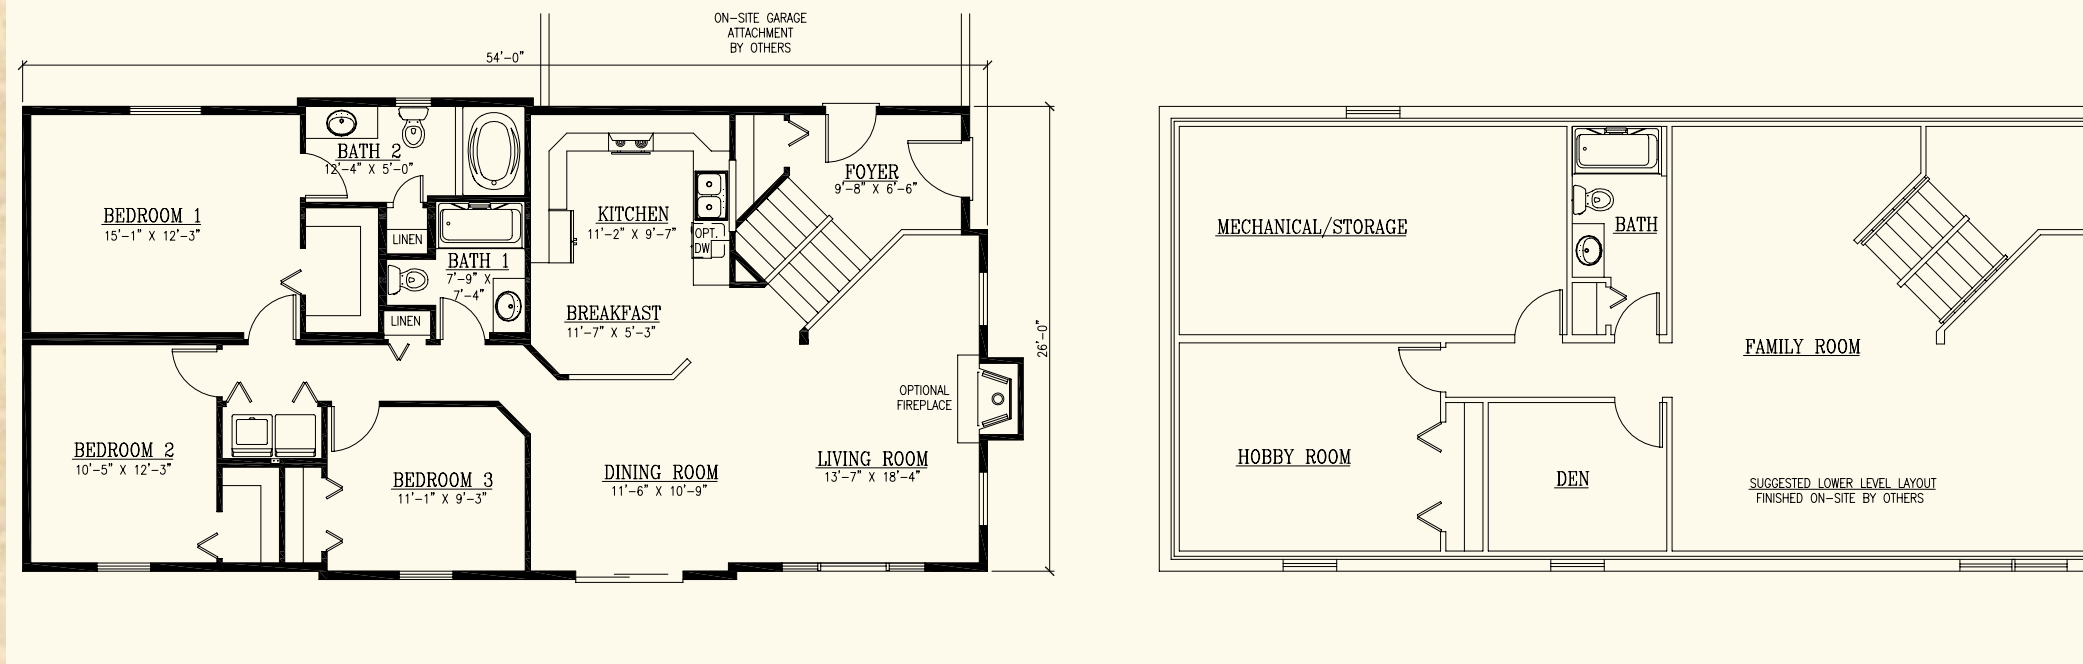 ON-SITE GARAGE
ATTACHMENT
BY OTHERS
54'-0"
BATH 2
12'-4" X 5'-0"
FOYER
9'-8" X 6'-6"
BEDROOM 1
15'-1" X 12'-3"
KITCHEN
11'-2" X 9'-7"
OPT.
DW
LINEN
BATH 1
7'-9" X
7'-4"
LINEN
BREAKFAST
11'-7" X 5'-3"
26'-0"
OPTIONAL
FIREPLACE
BEDROOM 2
10'-5" X 12'-3"
BEDROOM 3
11'-1" X 9'-3"
DINING ROOM
11'-6" X 10'-9"
LIVING ROOM
13'-7" X 18'-4"
MECHANICAL/STORAGE
BATH
FAMILY ROOM
HOBBY ROOM
DEN
SUGGESTED LOWER LEVEL LAYOUT
FINISHED ON-SITE BY OTHERS